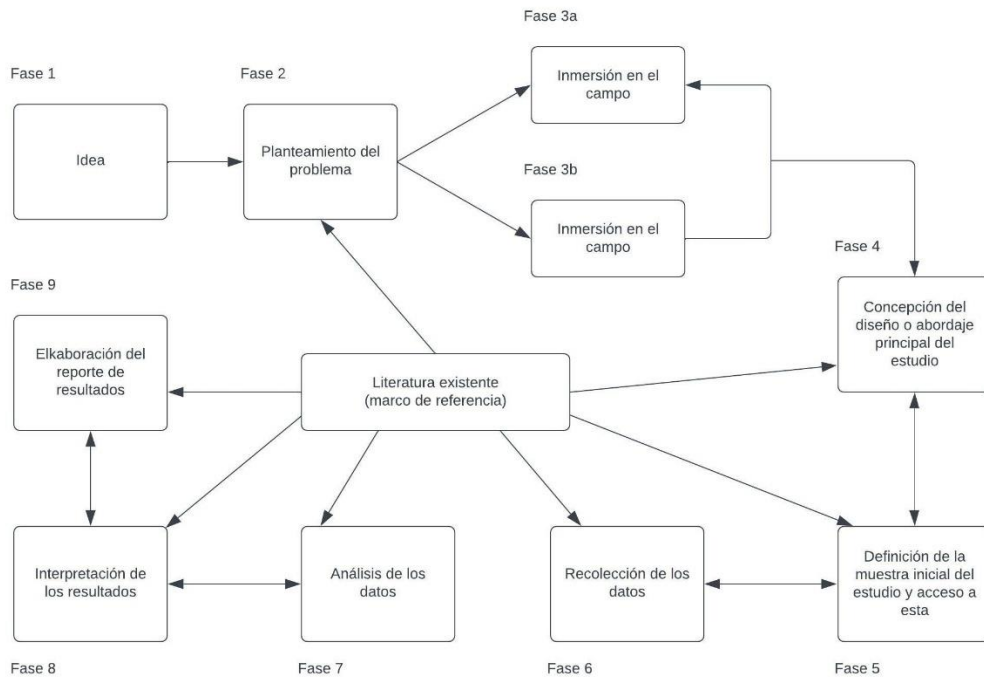 Fase 3a
Inmersión en el
campo
Fase 1
Idea
Fase 2
Planteamiento del
problema
Fase 3b
Inmersión en el
campo
Fase 4
Concepción del
diseño o abordaje
principal del
estudio
Fase 9
Elkaboración del
reporte de
resultados
Literatura existente
(marco de referencia)
Interpretación de
los resultados
Fase 8
Análisis de los
datos
Fase 7
Recolección de los
datos
Fase 6
Definición de la
muestra inicial del
estudio y acceso a
esta
Fase 5